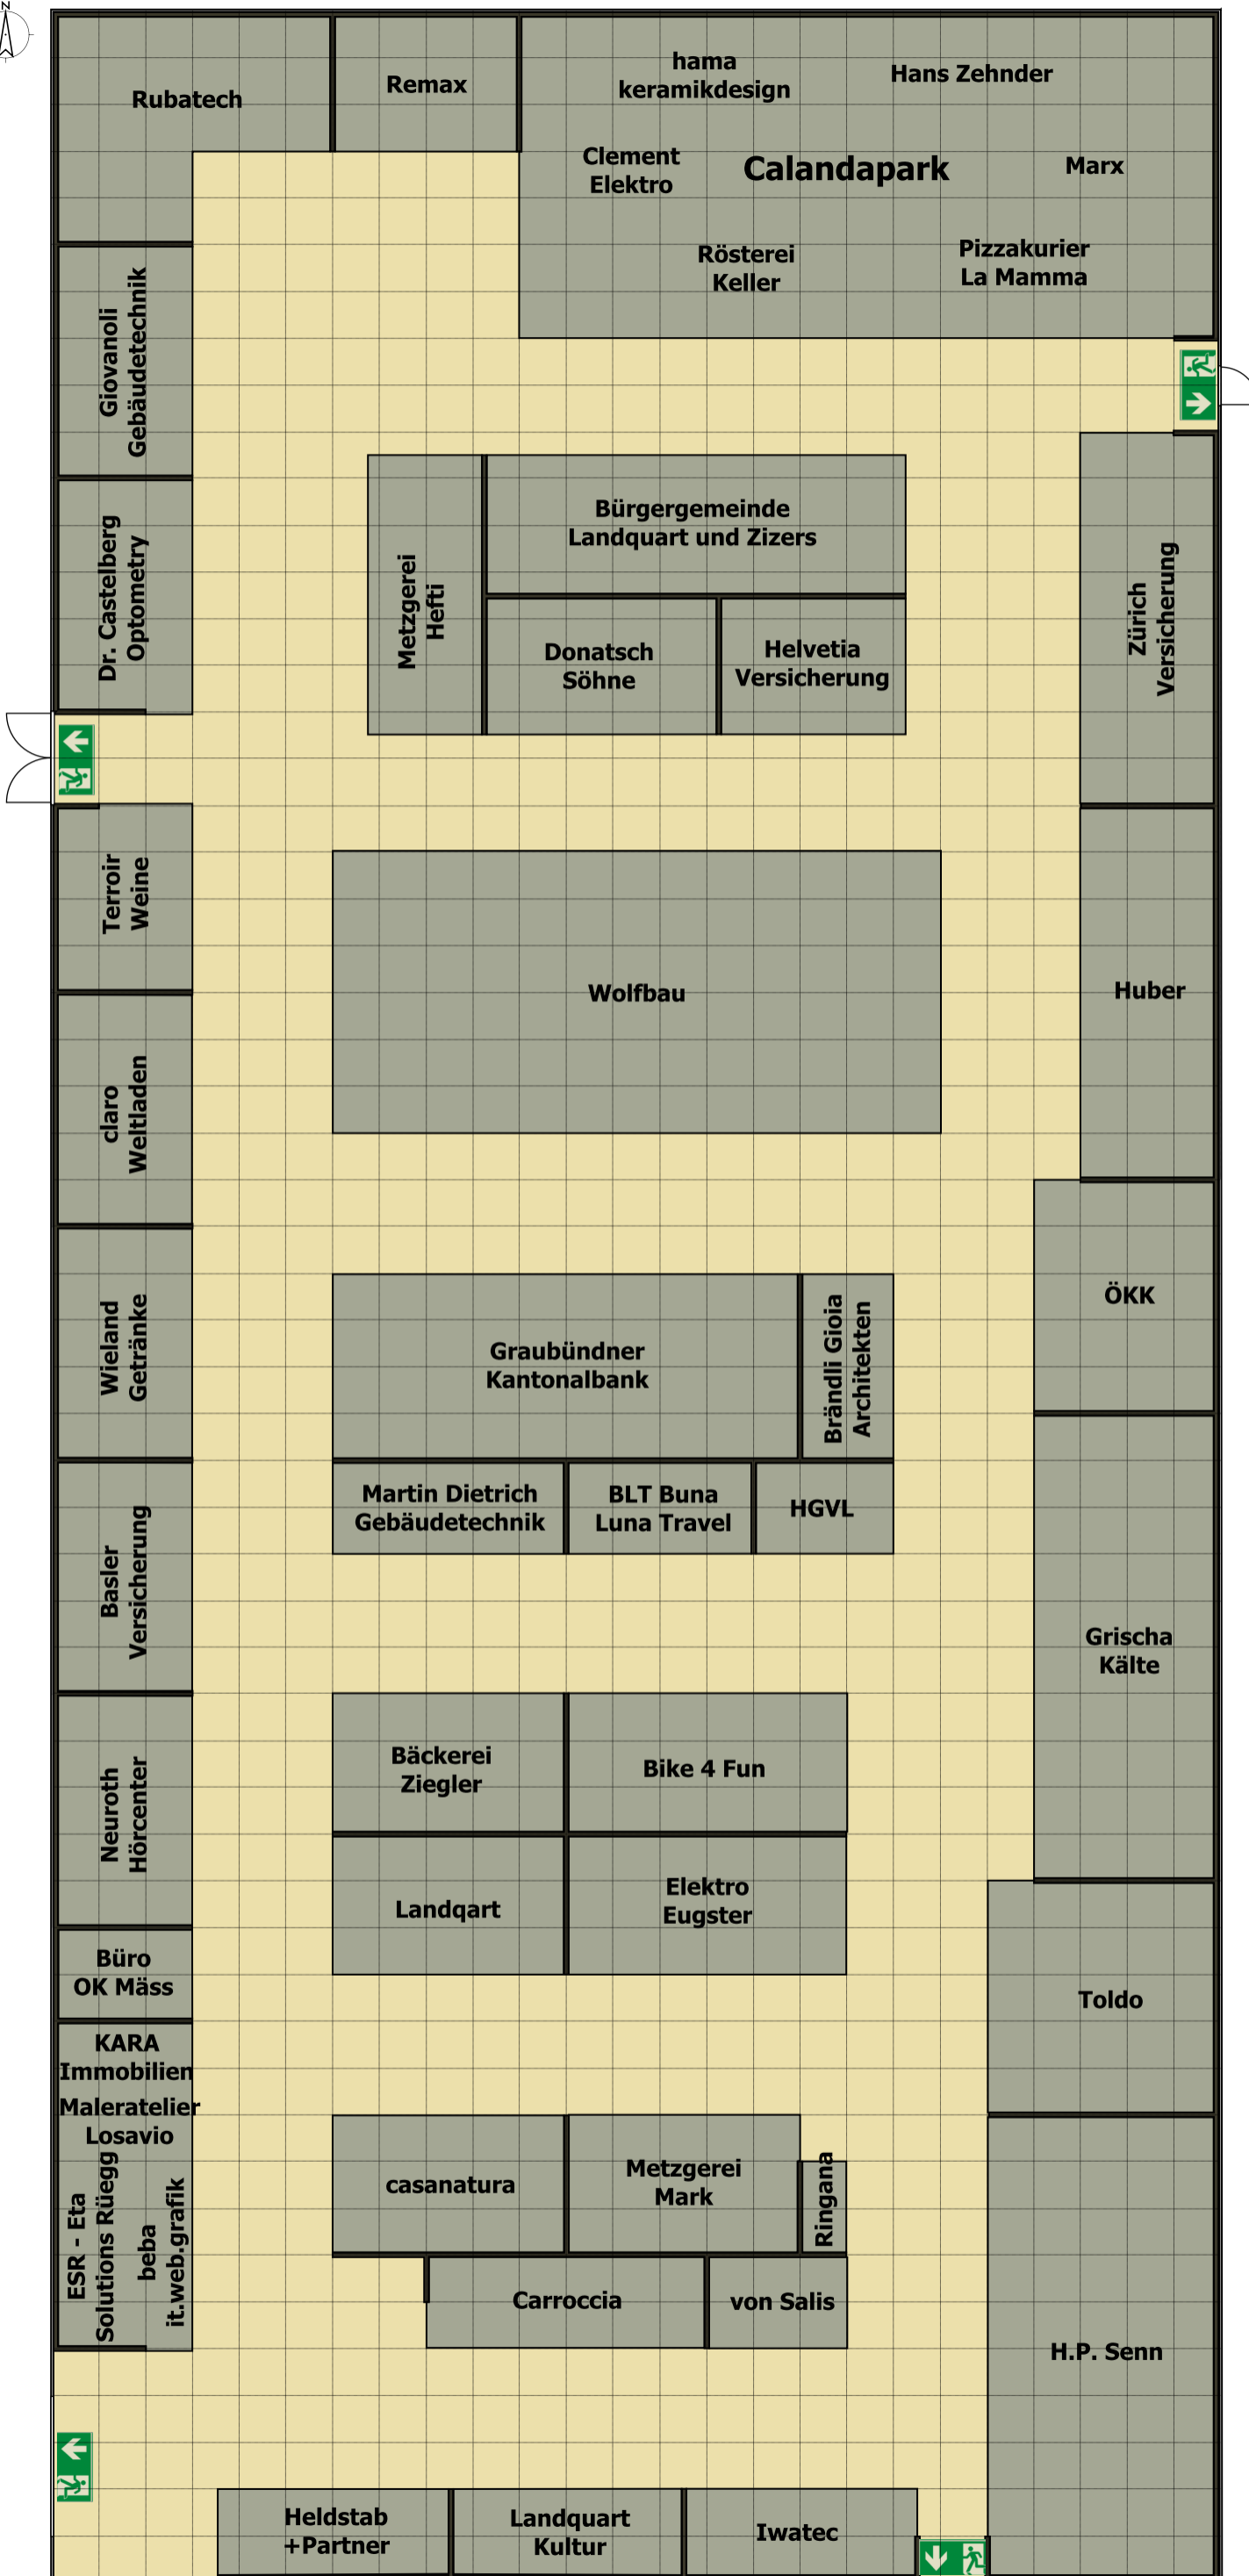 N
Rubatech
Remax
hama
keramikdesign
Hans Zehnder
Clement
Elektro
Calandapark
Marx
Rösterei
Keller
Pizzakurier
La Mamma
Giovanoli
Gebäudetechnik
Dr. Castelberg
Optometry
Metzgerei
Hefti
Bürgergemeinde
Landquart und Zizers
Donatsch
Söhne
Helvetia
Versicherung
Zürich
Versicherung
Terroir
Weine
Wolfbau
Huber
claro
Weltladen
Wieland
Getränke
Graubündner
Kantonalbank
Brändli Gioia
Architekten
ÖKK
Martin Dietrich
Gebäudetechnik
BLT Buna
Luna Travel
HGVL
Basler
Versicherung
Grischa
Kälte
Neuroth
Hörcenter
Bäckerei
Ziegler
Bike 4 Fun
Landqart
Elektro
Eugster
Büro
OK Mäss
Toldo
KARA
Immobilien
Maleratelier
Losavio
ESR - Eta
Solutions Rüegg
beba
it.web.grafik
casanatura
Metzgerei
Mark
Ringana
Carroccia
von Salis
H.P. Senn
Heldstab
+Partner
Landquart
Kultur
Iwatec